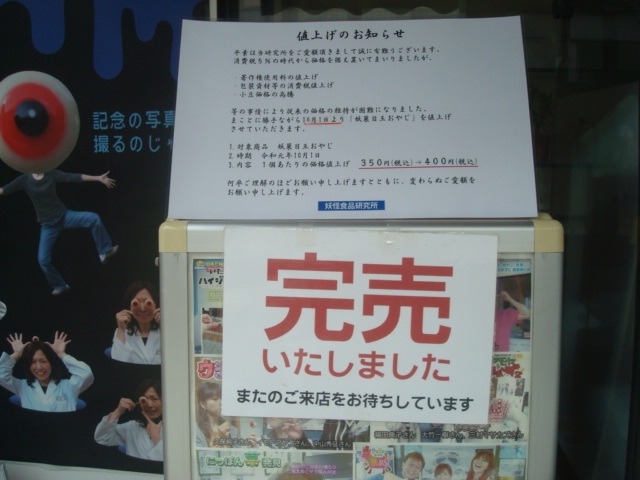 値上げのお知らせ
平素は当研究所をご愛顧頂きまして誠に有難うございます。
消費税5%の時代から価格を据え置いてまいりましたが、
・著作権使用料の値上げ
・包装資材等の消費税値上げ
・小豆価格の高騰
等の事情により従来の価格の維持が困難になりました。
まことに勝手ながら10月1日より「妖菓目玉おやじ」を値上げ
させていただきます。
1. 対象商品 妖菓目玉おやじ
2. 時期 令和元年10月1日
3. 内容 1個あたりの価格値上げ 350円(税込)→400円(税込)
何卒ご理解のほどお願い申し上げますとともに、変わらぬご愛顧を
お願い申し上げます。
妖怪食品研究所
記念の写真
撮るのじゃ
完売
いたしました
またのご来店をお待ちしています
にっぽん
発見